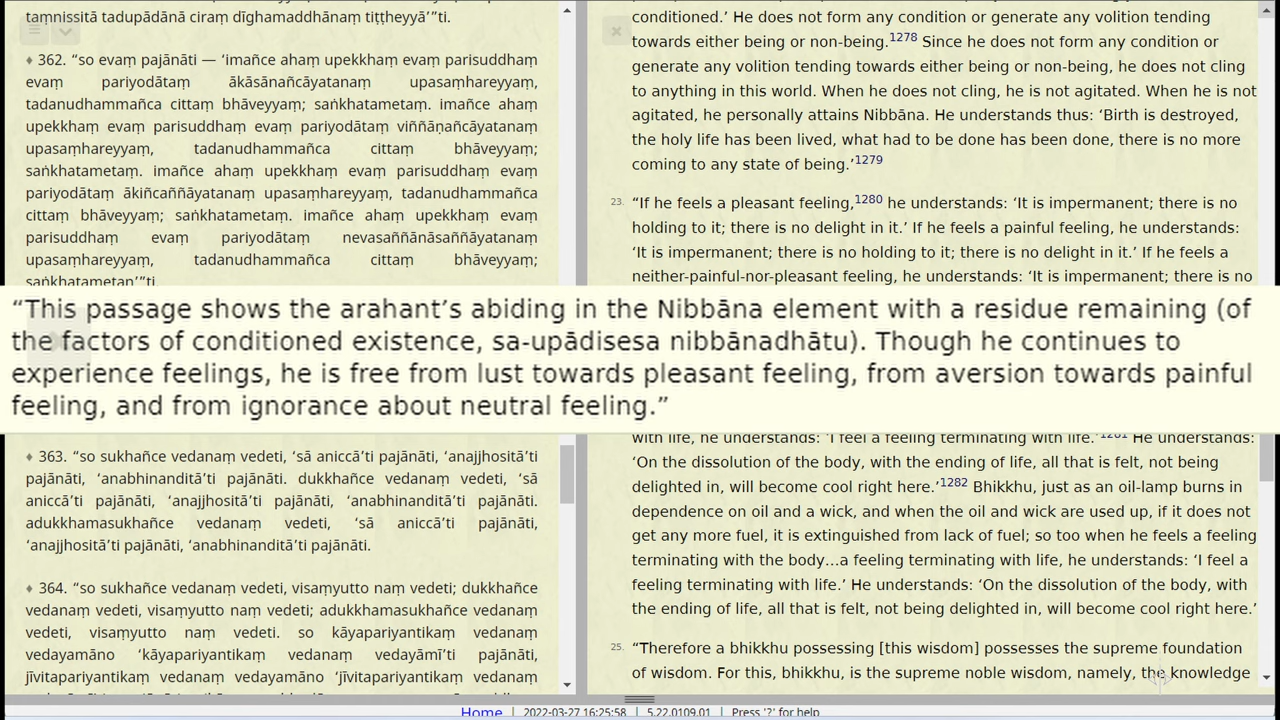 tamnissitā tadupādānā ciraṃ dīghamaddhānaṃ tiṭṭheyyā’”ti.
♦ 362. “so evaṃ pajānāti — ‘imañce ahaṃ upekkhaṃ evaṃ parisuddhaṃ
evaṃ pariyodātaṃ ākāsānañcāyatanaṃ upasaṃhareyyaṃ,
tadanudhammañca cittaṃ bhāveyyaṃ; saṅkhatametaṃ. imañce ahaṃ
upekkhaṃ evaṃ parisuddhaṃ evaṃ pariyodātaṃ viññāṇañcāyatanaṃ
upasaṃhareyyaṃ, tadanudhammañca cittaṃ bhāveyyaṃ;
saṅkhatametaṃ. imañce ahaṃ upekkhaṃ evaṃ parisuddhaṃ evaṃ
pariyodātaṃ ākiñcaññāyatanaṃ upasaṃhareyyaṃ, tadanudhammañca
cittaṃ bhāveyyaṃ; saṅkhatametaṃ. imañce ahaṃ upekkhaṃ evaṃ
parisuddhaṃ evaṃ pariyodātaṃ nevasaññānāsaññāyatanaṃ
upasaṃhareyyaṃ, tadanudhammañca cittaṃ bhāveyyaṃ;
saṅkhatametan’”ti.
conditioned.’ He does not form any condition or generate any volition tending
towards either being or non-being.1278 Since he does not form any condition or
generate any volition tending towards either being or non-being, he does not cling
to anything in this world. When he does not cling, he is not agitated. When he is not
agitated, he personally attains Nibbāna. He understands thus: ‘Birth is destroyed,
the holy life has been lived, what had to be done has been done, there is no more
coming to any state of being.’1279
23. “If he feels a pleasant feeling,1280 he understands: ‘It is impermanent; there is no
holding to it; there is no delight in it.’ If he feels a painful feeling, he understands:
‘It is impermanent; there is no holding to it; there is no delight in it.’ If he feels a
neither-painful-nor-pleasant feeling, he understands: ‘It is impermanent; there is no
“This passage shows the arahant’s abiding in the Nibbāna element with a residue remaining (of
the factors of conditioned existence, sa-upādisesa nibbānadhātu). Though he continues to
experience feelings, he is free from lust towards pleasant feeling, from aversion towards painful
feeling, and from ignorance about neutral feeling.”
♦ 363. “so sukhañce vedanaṃ vedeti, ‘sā aniccā’ti pajānāti, ‘anajjhositā’ti
pajānāti, ‘anabhinanditā’ti pajānāti. dukkhañce vedanaṃ vedeti, ‘sā
aniccā’ti pajānāti, ‘anajjhositā’ti pajānāti, ‘anabhinanditā’ti pajānāti.
adukkhamasukhañce vedanaṃ vedeti, ‘sā aniccā’ti pajānāti,
‘anajjhositā’ti pajānāti, ‘anabhinanditā’ti pajānāti.
♦ 364. “so sukhañce vedanaṃ vedeti, visaṃyutto naṃ vedeti; dukkhañce
vedanaṃ vedeti, visaṃyutto naṃ vedeti; adukkhamasukhañce vedanaṃ
vedeti, visaṃyutto naṃ vedeti. so kāyapariyantikaṃ vedanaṃ
vedayamāno ‘kāyapariyantikaṃ vedanaṃ vedayāmī’ti pajānāti,
jīvitapariyantikaṃ vedanaṃ vedayamāno ‘jīvitapariyantikaṃ vedanaṃ
with life, he understands: ‘I feel a feeling terminating with life.’1281 He understands:
‘On the dissolution of the body, with the ending of life, all that is felt, not being
delighted in, will become cool right here.’1282 Bhikkhu, just as an oil-lamp burns in
dependence on oil and a wick, and when the oil and wick are used up, if it does not
get any more fuel, it is extinguished from lack of fuel; so too when he feels a feeling
terminating with the body…a feeling terminating with life, he understands: ‘I feel a
feeling terminating with life.’ He understands: ‘On the dissolution of the body, with
the ending of life, all that is felt, not being delighted in, will become cool right here.’
25. “Therefore a bhikkhu possessing [this wisdom] possesses the supreme foundation
of wisdom. For this, bhikkhu, is the supreme noble wisdom, namely, the knowledge
Home | 2022-03-27 16:25:58 | 5.22.0109.01 | Press '?' for help